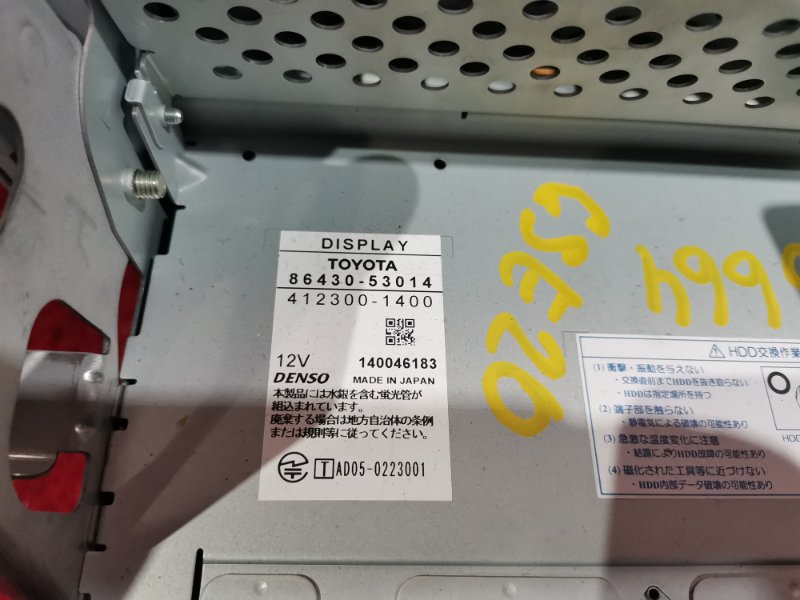 DISPLAY
TOYOTA
86430-53014
412300-1400
12V 140046183
DENSO MADE IN JAPAN
本製品には水銀を含む蛍光管が
組込まれています。
廃棄する場合は地方自治体の条例
または規則等に従ってください。
T AD05-0223001
GSE20
664
HDD交換作業
(1) 衝撃・振動を与えない
・交換直前までHDDを抜き取らない
・HDDは指定場所を持つ
(2) 端子部を触らない
・静電気による破壊の可能性あり
(3) 急激な温度変化に注意
・結露によりHDD故障の可能性あり
(4) 磁化された工具等に近づけない
・HDD内部データ破壊の可能性あり
HDD